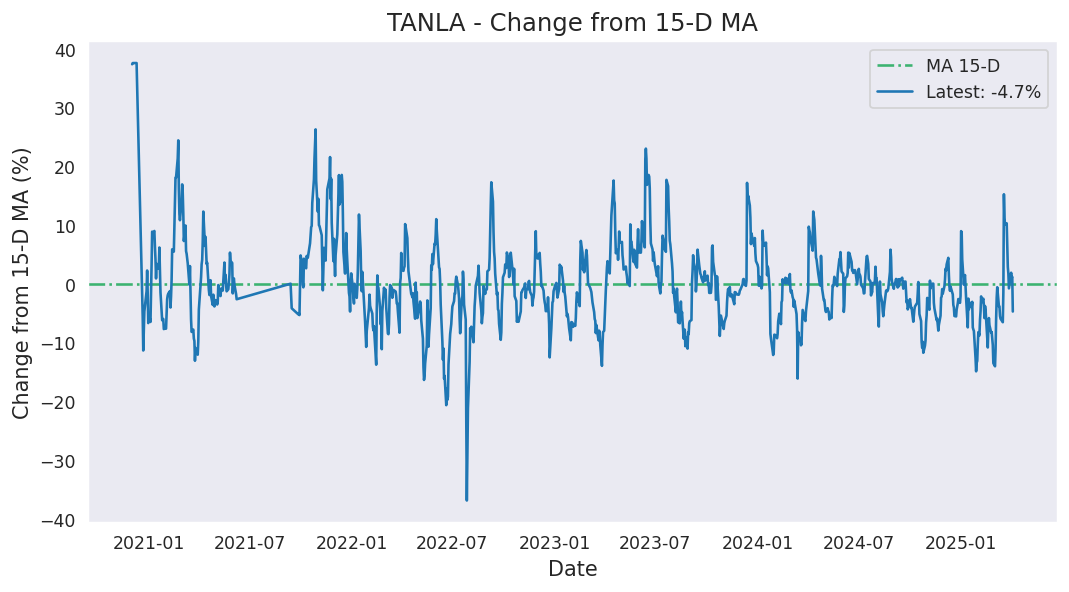 TANLA - Change from 15-D MA
MA 15-D
Latest: -4.7%
Change from 15-D MA (%)
40
30
20
10
0
−10
−20
−30
−40
2021-01 2021-07 2022-01 2022-07 2023-01 2023-07 2024-01 2024-07 2025-01
Date